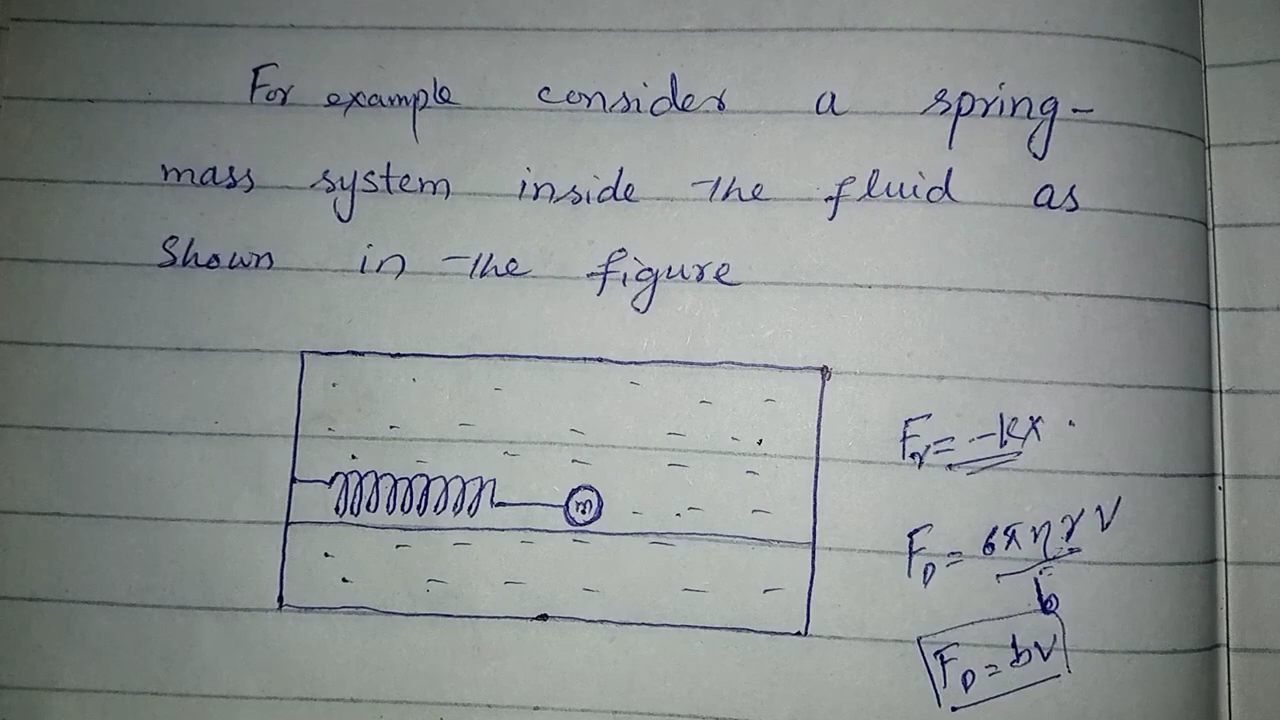 For example consider a spring-
mass system inside the fluid as
Shown in the figure
m
Fr = -kx
FD = 6πηrv
b
FD = bv